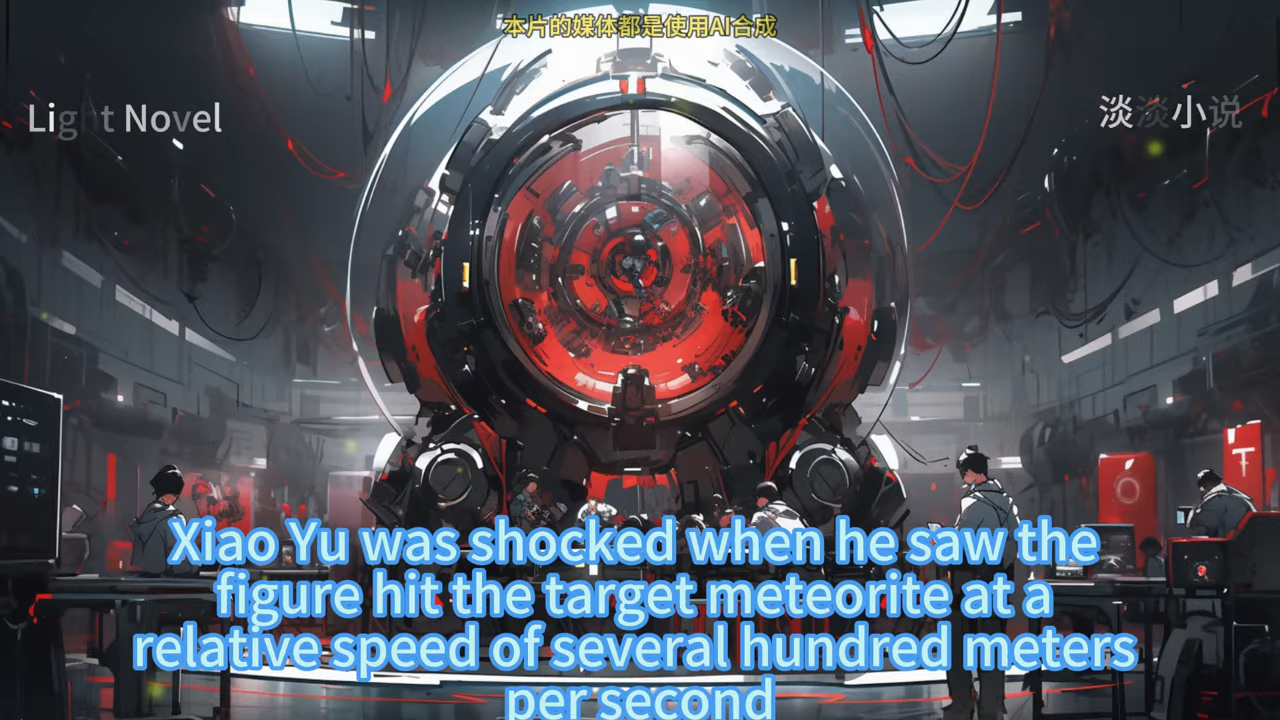 本片的媒体都是使用AI合成
Light Novel
淡淡小说
T
Xiao Yu was shocked when he saw the
figure hit the target meteorite at a
relative speed of several hundred meters
per second